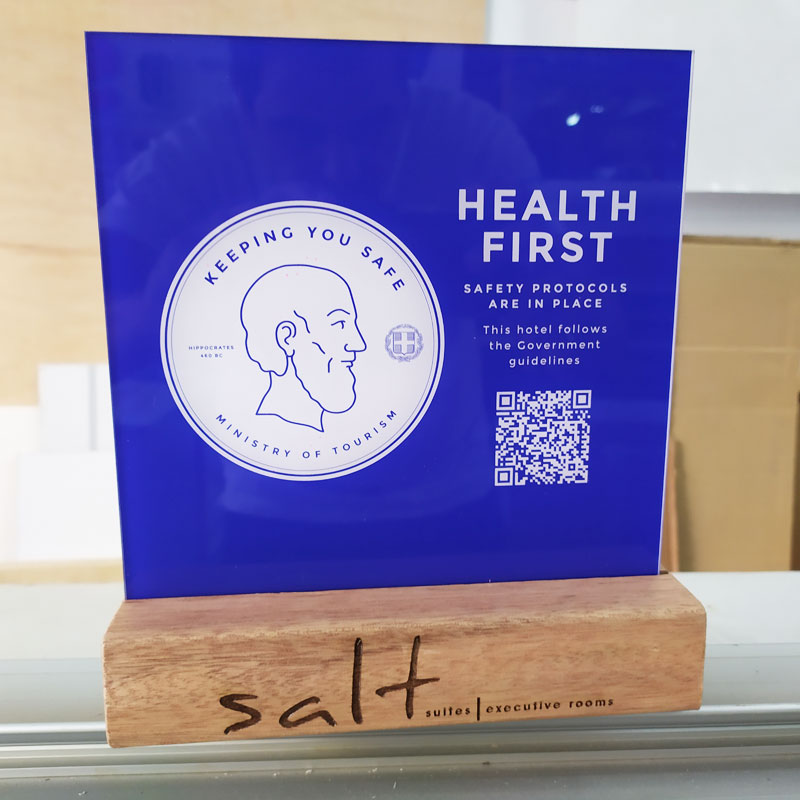 KEEPING YOU SAFE
HIPPOCRATES
460 BC
MINISTRY OF TOURISM
HEALTH
FIRST
SAFETY PROTOCOLS
ARE IN PLACE
This hotel follows
the Government
guidelines
salt
suites | executive rooms